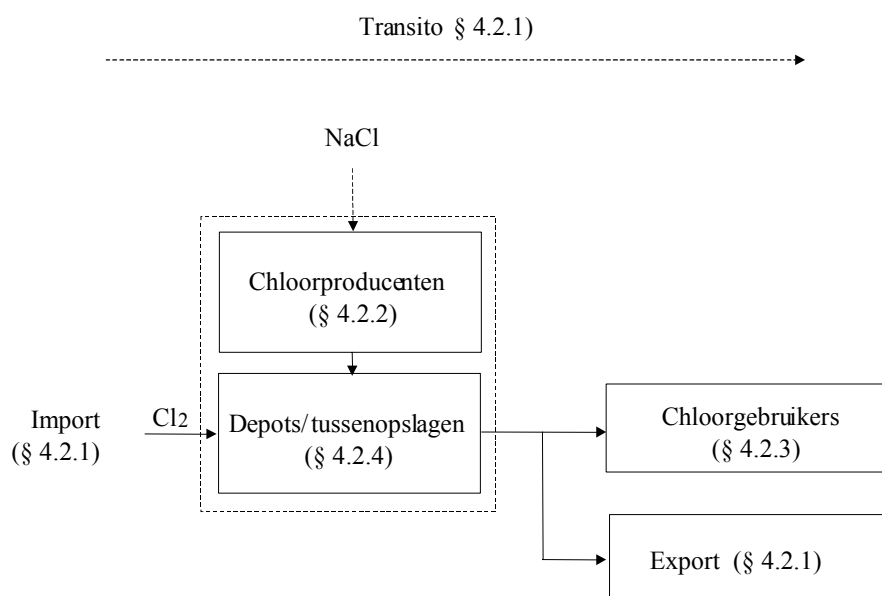 Transito § 4.2.1)
NaCl
Chloorproducenten
(§ 4.2.2)
Import
(§ 4.2.1)
Cl2
Depots/tussenopslagen
(§ 4.2.4)
Chloorgebruikers
(§ 4.2.3)
Export (§ 4.2.1)